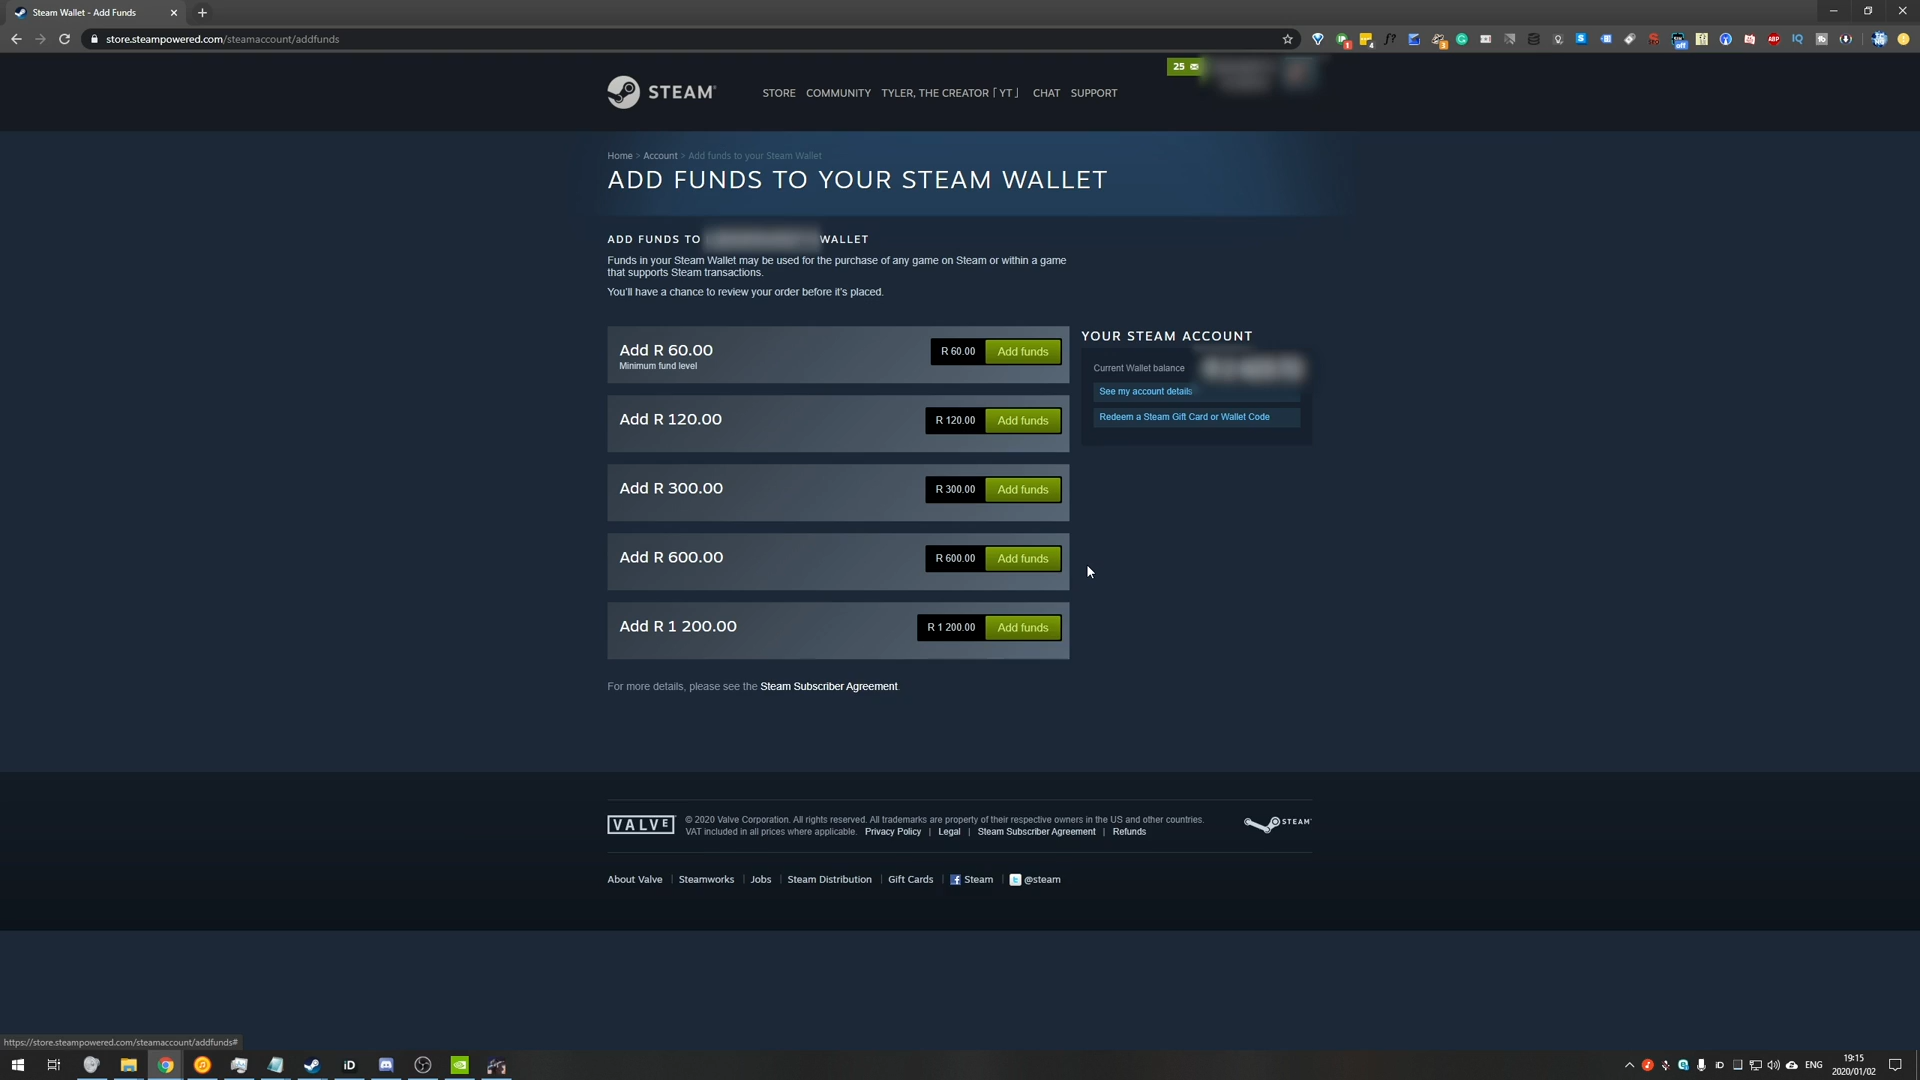 Steam Wallet - Add Funds
store.steampowered.com/steamaccount/addfunds
25
STEAM®
STORE COMMUNITY TYLER, THE CREATOR「YT」 CHAT SUPPORT
Home > Account > Add funds to your Steam Wallet
ADD FUNDS TO YOUR STEAM WALLET
ADD FUNDS TO WALLET
Funds in your Steam Wallet may be used for the purchase of any game on Steam or within a game
that supports Steam transactions.
You'll have a chance to review your order before it's placed.
Add R 60.00
Minimum fund level
R 60.00 Add funds
Add R 120.00
R 120.00 Add funds
Add R 300.00
R 300.00 Add funds
Add R 600.00
R 600.00 Add funds
Add R 1 200.00
R 1 200.00 Add funds
YOUR STEAM ACCOUNT
Current Wallet balance
See my account details
Redeem a Steam Gift Card or Wallet Code
For more details, please see the Steam Subscriber Agreement.
VALVE
© 2020 Valve Corporation. All rights reserved. All trademarks are property of their respective owners in the US and other countries.
VAT included in all prices where applicable. Privacy Policy | Legal | Steam Subscriber Agreement | Refunds
STEAM
About Valve | Steamworks | Jobs | Steam Distribution | Gift Cards | Steam | @steam
https://store.steampowered.com/steamaccount/addfunds#
ENG
19:15
2020/01/02